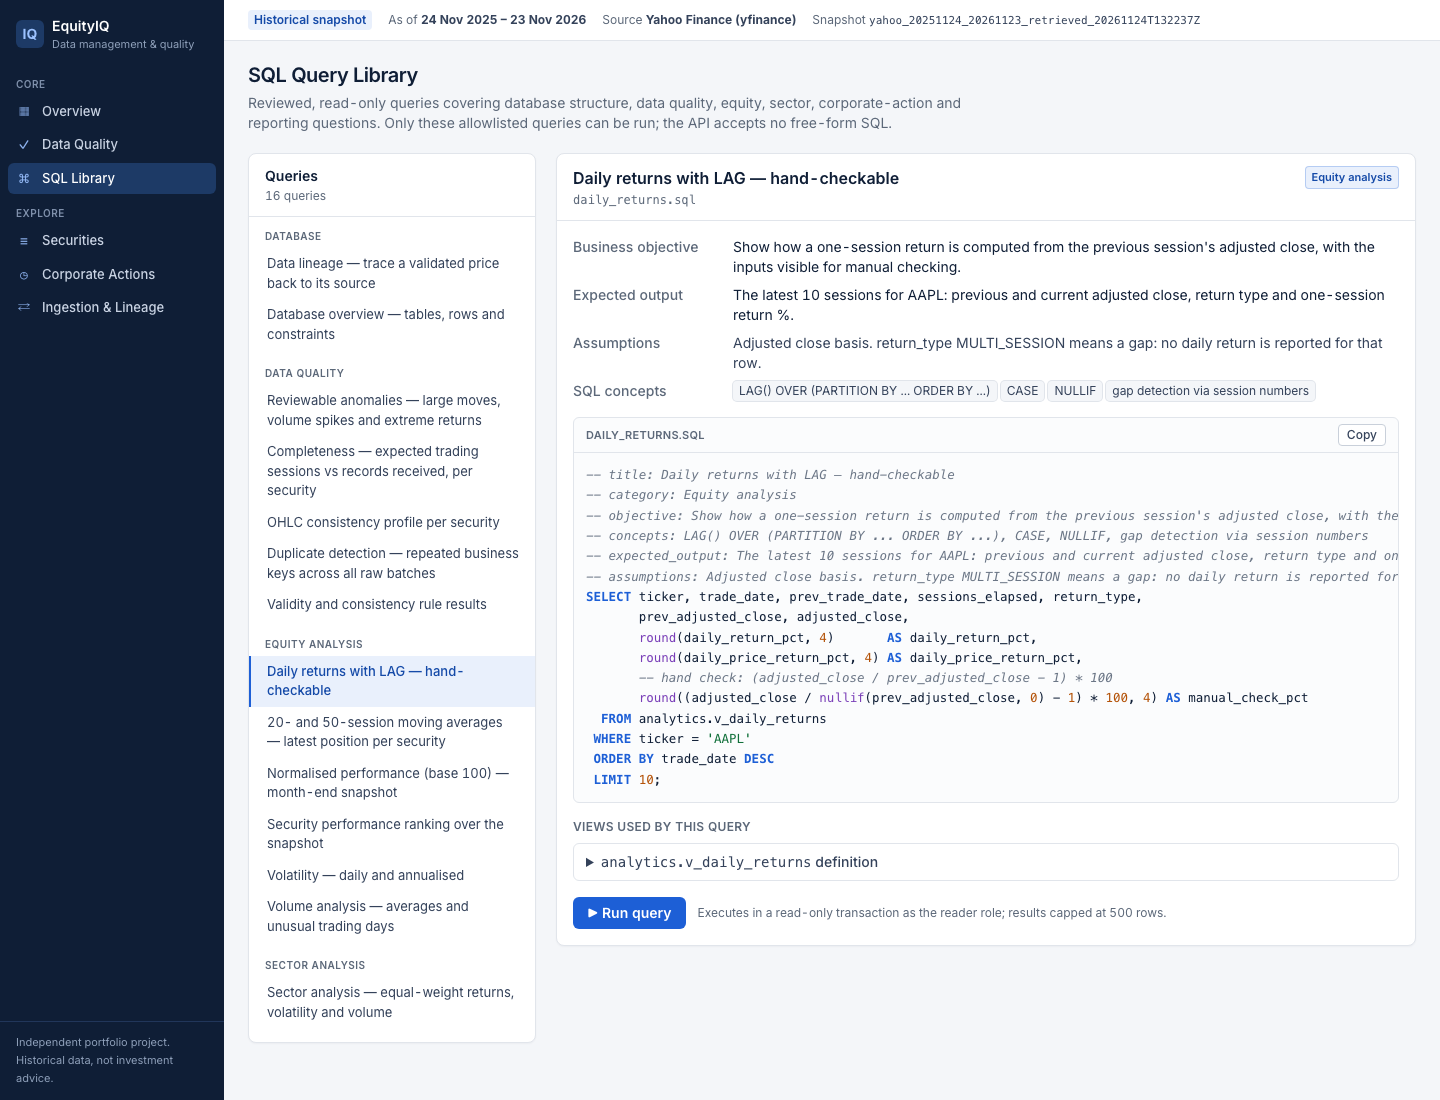 IQ
EquityIQ
Data management & quality
CORE
Overview
Data Quality
SQL Library
EXPLORE
Securities
Corporate Actions
Ingestion & Lineage
Independent portfolio project.
Historical data, not investment
advice.
Historical snapshot As of 24 Nov 2025 – 23 Nov 2026 Source Yahoo Finance (yfinance) Snapshot yahoo_20251124_20261123_retrieved_20261124T132237Z
SQL Query Library
Reviewed, read-only queries covering database structure, data quality, equity, sector, corporate-action and
reporting questions. Only these allowlisted queries can be run; the API accepts no free-form SQL.
Queries
16 queries
DATABASE
Data lineage — trace a validated price
back to its source
Database overview — tables, rows and
constraints
DATA QUALITY
Reviewable anomalies — large moves,
volume spikes and extreme returns
Completeness — expected trading
sessions vs records received, per
security
OHLC consistency profile per security
Duplicate detection — repeated business
keys across all raw batches
Validity and consistency rule results
EQUITY ANALYSIS
Daily returns with LAG — hand-
checkable
20- and 50-session moving averages
— latest position per security
Normalised performance (base 100) —
month-end snapshot
Security performance ranking over the
snapshot
Volatility — daily and annualised
Volume analysis — averages and
unusual trading days
SECTOR ANALYSIS
Sector analysis — equal-weight returns,
volatility and volume
Daily returns with LAG — hand-checkable
Equity analysis
daily_returns.sql
Business objective Show how a one-session return is computed from the previous session's adjusted close, with the
inputs visible for manual checking.
Expected output The latest 10 sessions for AAPL: previous and current adjusted close, return type and one-session
return %.
Assumptions Adjusted close basis. return_type MULTI_SESSION means a gap: no daily return is reported for that
row.
SQL concepts LAG() OVER (PARTITION BY ... ORDER BY ...) CASE NULLIF gap detection via session numbers
DAILY_RETURNS.SQL Copy
-- title: Daily returns with LAG — hand-checkable
-- category: Equity analysis
-- objective: Show how a one-session return is computed from the previous session's adjusted close, with the
-- concepts: LAG() OVER (PARTITION BY ... ORDER BY ...), CASE, NULLIF, gap detection via session numbers
-- expected_output: The latest 10 sessions for AAPL: previous and current adjusted close, return type and on
-- assumptions: Adjusted close basis. return_type MULTI_SESSION means a gap: no daily return is reported for
SELECT ticker, trade_date, prev_trade_date, sessions_elapsed, return_type,
prev_adjusted_close, adjusted_close,
round(daily_return_pct, 4) AS daily_return_pct,
round(daily_price_return_pct, 4) AS daily_price_return_pct,
-- hand check: (adjusted_close / prev_adjusted_close - 1) * 100
round((adjusted_close / nullif(prev_adjusted_close, 0) - 1) * 100, 4) AS manual_check_pct
FROM analytics.v_daily_returns
WHERE ticker = 'AAPL'
ORDER BY trade_date DESC
LIMIT 10;
VIEWS USED BY THIS QUERY
▶ analytics.v_daily_returns definition
▶ Run query Executes in a read-only transaction as the reader role; results capped at 500 rows.